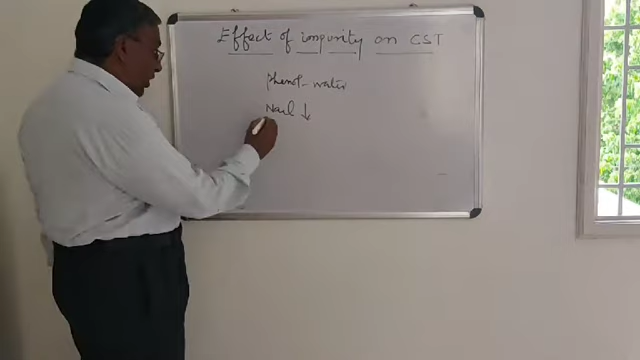 Effect of impurity on CST
phenol-water
NaCl ↓